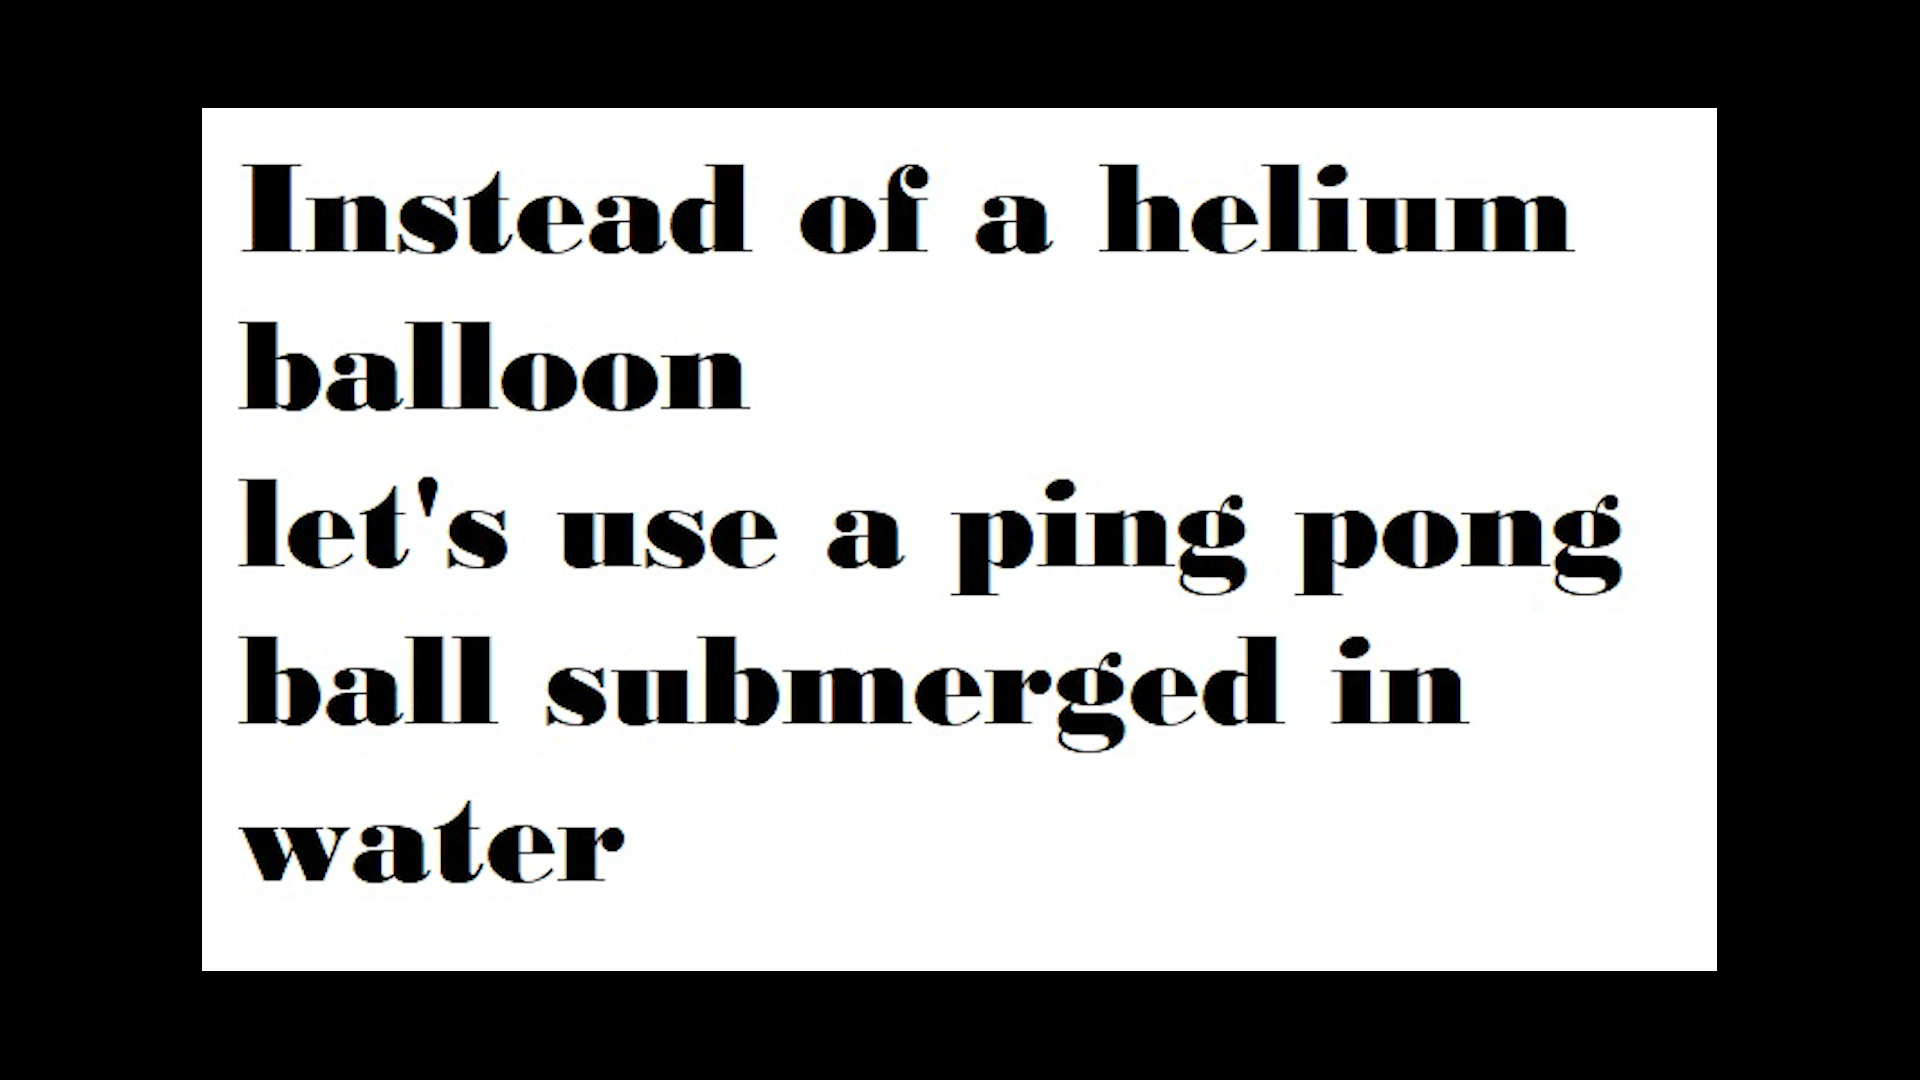 Instead of a helium
balloon
let's use a ping pong
ball submerged in
water